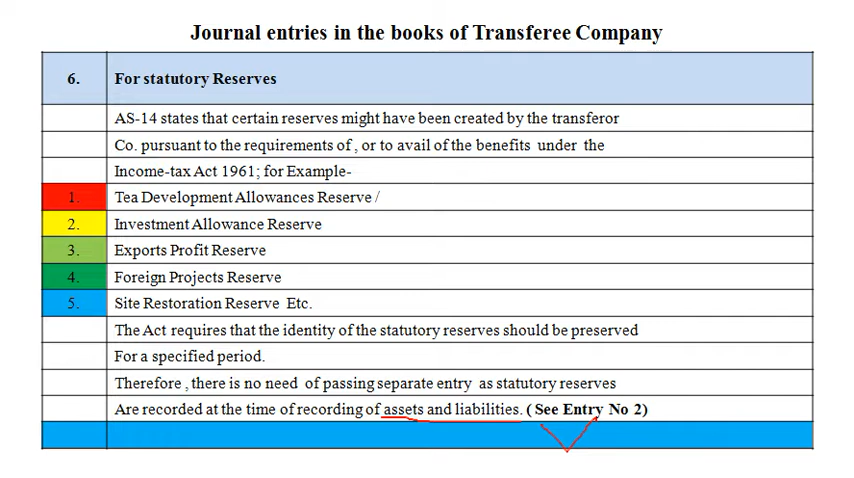 Journal entries in the books of Transferee Company
6. For statutory Reserves
AS-14 states that certain reserves might have been created by the transferor
Co. pursuant to the requirements of , or to avail of the benefits under the
Income-tax Act 1961; for Example-
1. Tea Development Allowances Reserve /
2. Investment Allowance Reserve
3. Exports Profit Reserve
4. Foreign Projects Reserve
5. Site Restoration Reserve Etc.
The Act requires that the identity of the statutory reserves should be preserved
For a specified period.
Therefore , there is no need of passing separate entry as statutory reserves
Are recorded at the time of recording of assets and liabilities. ( See Entry No 2)